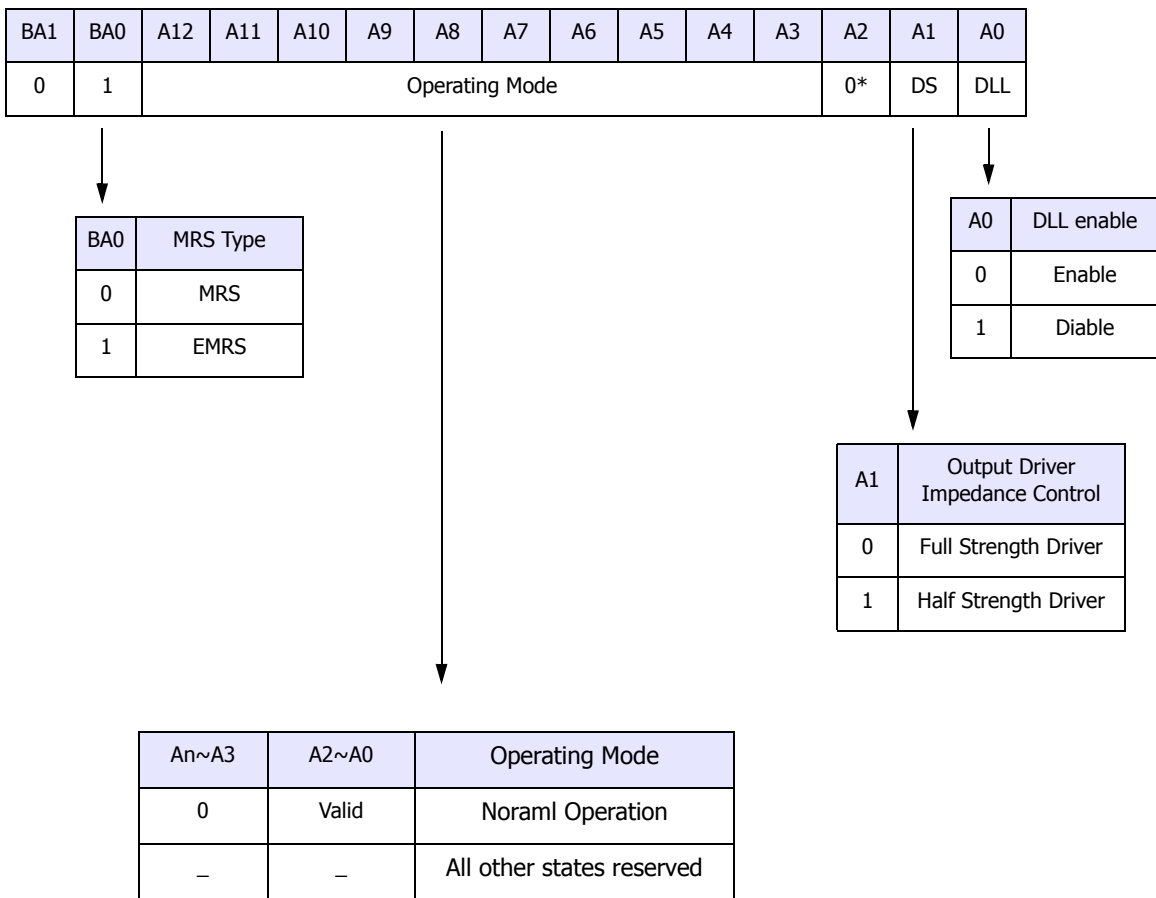 BA1 BA0 A12 A11 A10 A9 A8 A7 A6 A5 A4 A3 A2 A1 A0
0 1 Operating Mode 0* DS DLL
BA0 MRS Type
0 MRS
1 EMRS
A0 DLL enable
0 Enable
1 Diable
A1 Output Driver
Impedance Control
0 Full Strength Driver
1 Half Strength Driver
An~A3 A2~A0 Operating Mode
0 Valid Noraml Operation
_ _ All other states reserved